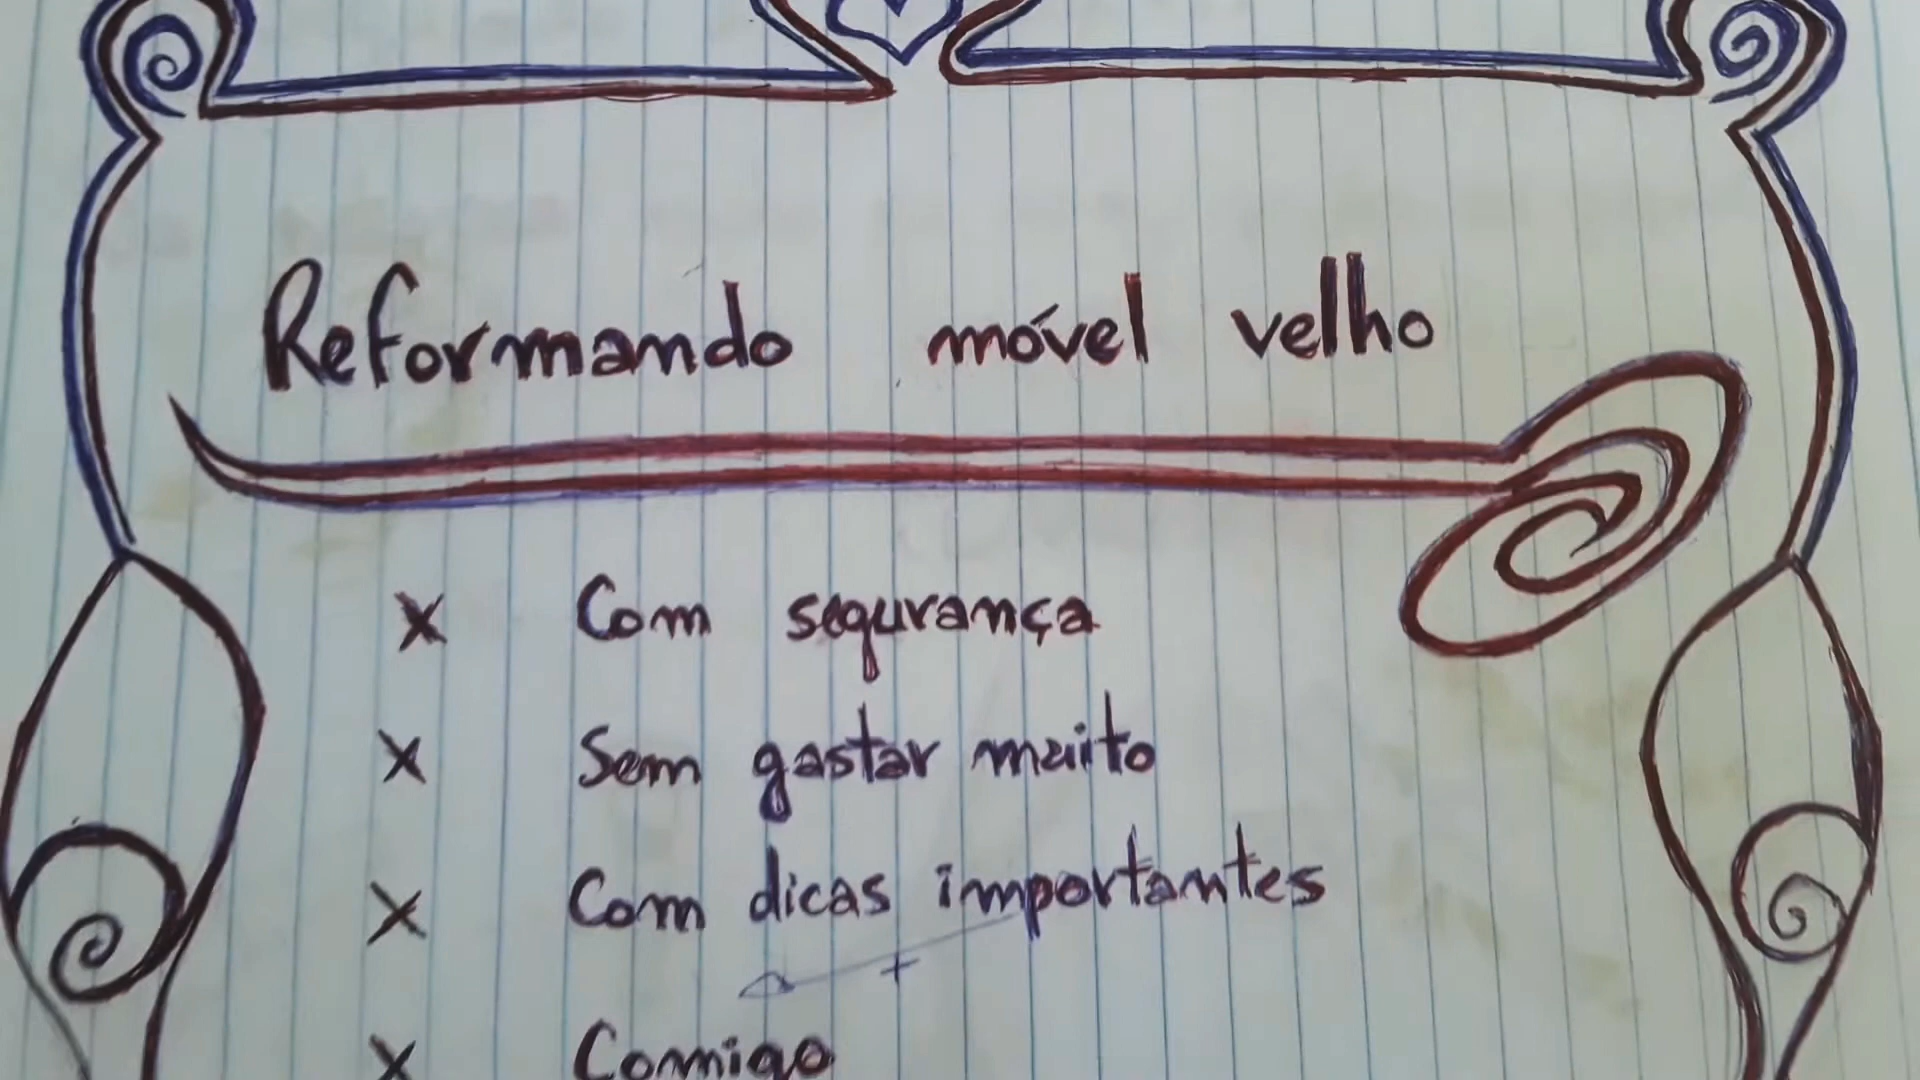 Reformando móvel velho
x Com segurança
x Sem gastar muito
x Com dicas importantes
x Comigo